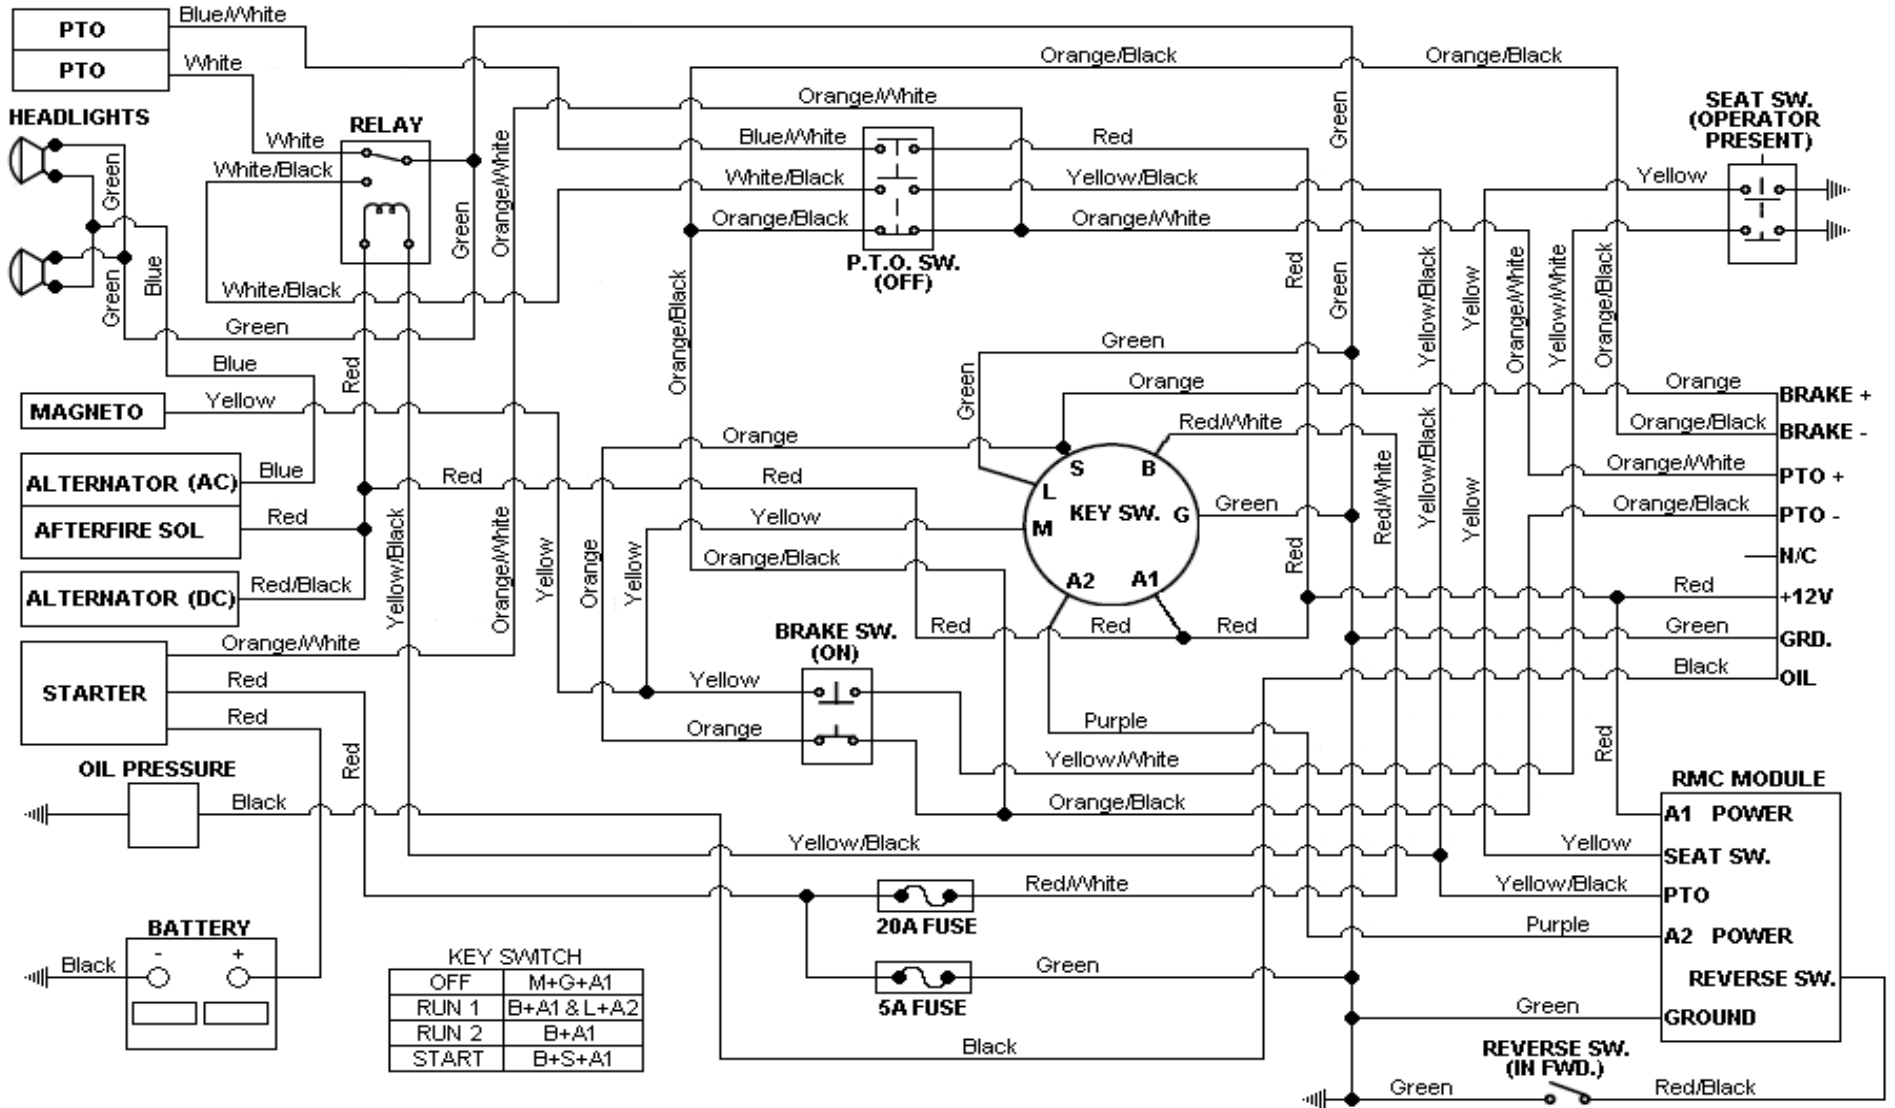 Blue/White
PTO
PTO
White
HEADLIGHTS
Green
Green
Blue
White
RELAY
White/Black
Green
Orange/White
White/Black
Green
Orange/Black
Orange/Black
Orange/White
Green
Blue/White
Red
White/Black
Yellow/Black
Orange/Black
Orange/White
P.T.O. SW.
(OFF)
SEAT SW.
(OPERATOR
PRESENT)
Yellow
Red
Green
Yellow/Black
Yellow
Orange/White
Yellow/White
Orange/Black
Orange/Black
Blue
Red
MAGNETO
Yellow
ALTERNATOR (AC)
Blue
AFTERFIRE SOL
Red
ALTERNATOR (DC)
Red/Black
Red
Red
Yellow/Black
Orange/White
Yellow
Orange
Yellow
Green
Green
Orange
Orange
Red/White
S
B
L
KEY SW.
G
M
A2
A1
Green
Yellow
Orange/Black
Red
Red/White
Yellow/Black
Yellow/Black
Yellow
Orange
BRAKE +
Orange/Black
BRAKE -
Orange/White
PTO +
Orange/Black
PTO -
N/C
Red
+12V
Green
GRD.
Black
OIL
STARTER
Orange/White
Red
Red
Red
BRAKE SW.
(ON)
Red
Red
Red
Yellow
Orange
Purple
Yellow/White
Orange/Black
Red
OIL PRESSURE
Black
Yellow/Black
RMC MODULE
A1 POWER
Yellow
SEAT SW.
Yellow/Black
PTO
Purple
A2 POWER
REVERSE SW.
Green
GROUND
Red/White
20A FUSE
Green
5A FUSE
Black
BATTERY
- +
Black
KEY SWITCH
OFF M+G+A1
RUN 1 B+A1 & L+A2
RUN 2 B+A1
START B+S+A1
REVERSE SW.
(IN FWD.)
Green
Red/Black